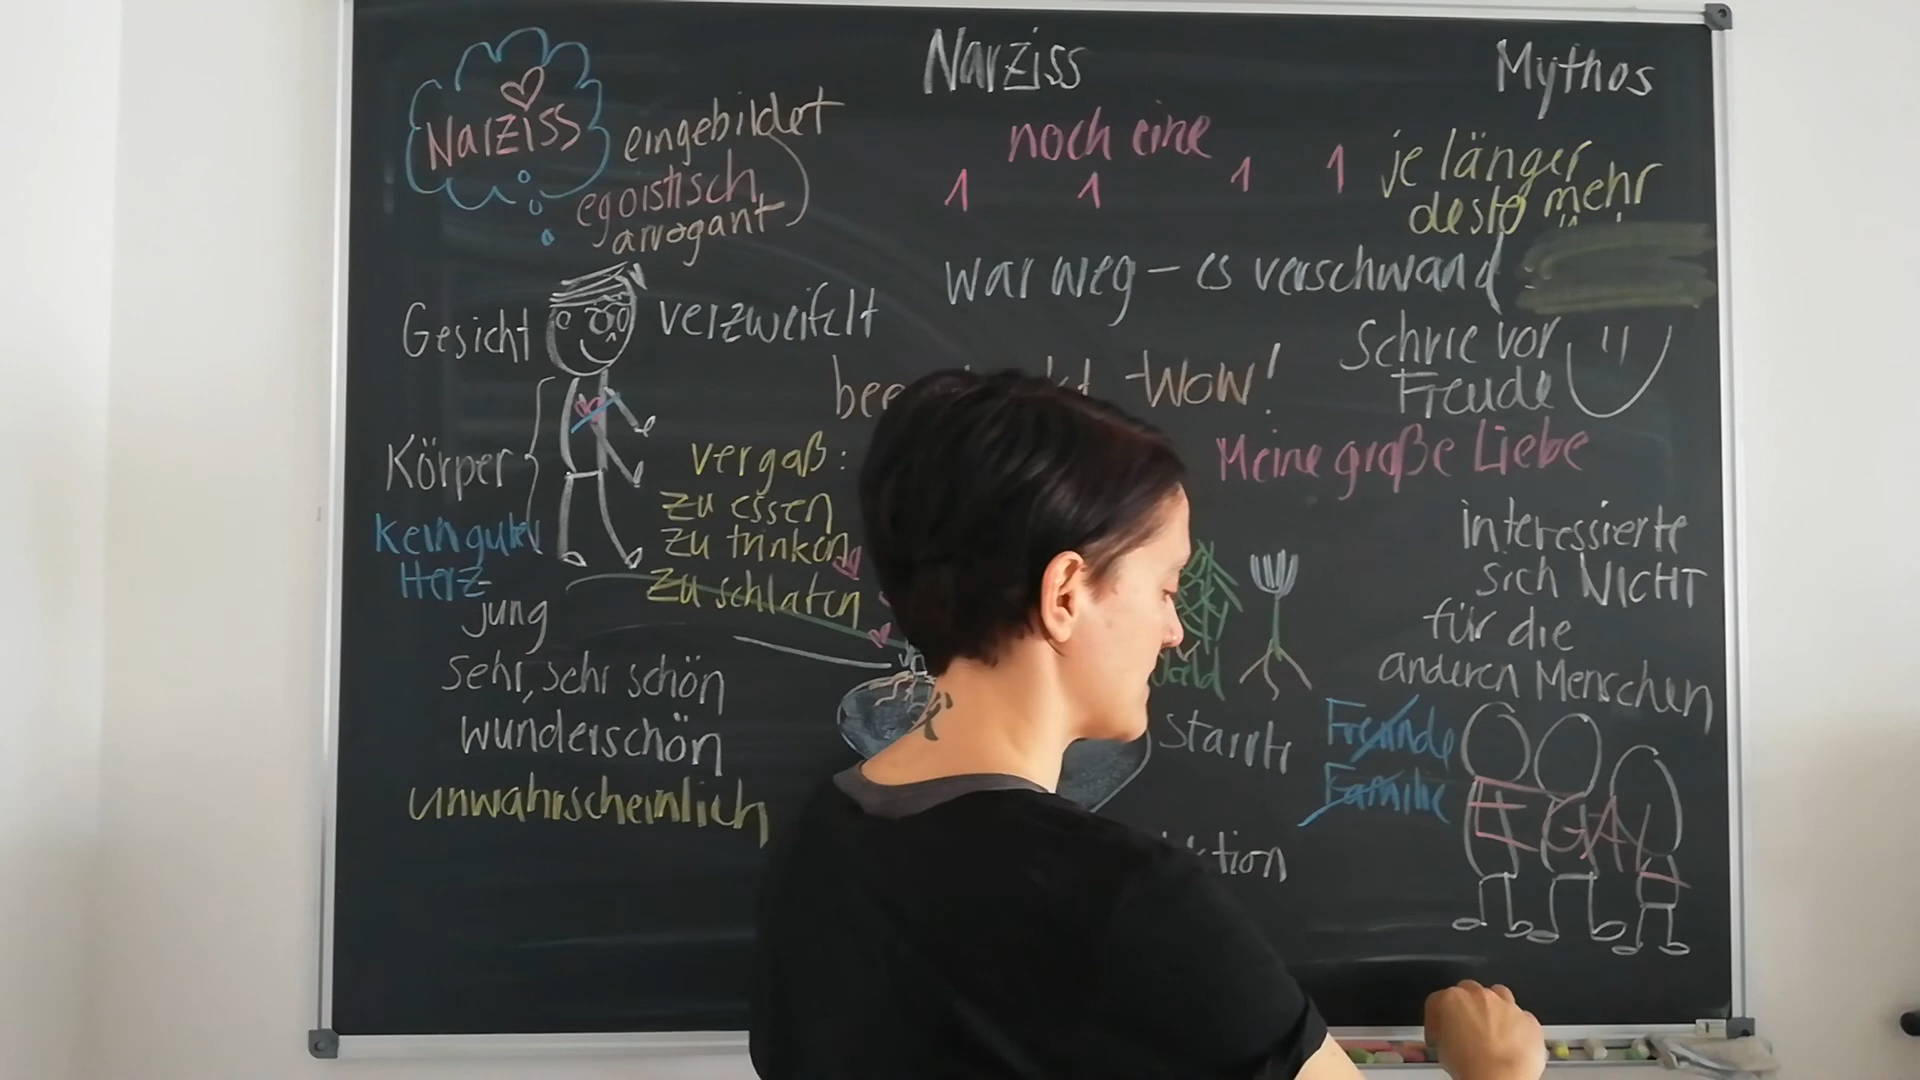 Narziss
Mythos
Narziss
eingebildet
egoistisch
arrogant
noch eine
1 1 1 1
je länger
desto mehr
war weg – es verschwand
Gesicht
verzweifelt
-WOW!
Schrie vor
Freude
Körper
vergaß:
zu essen
zu trinken
zu schlafen
Meine große Liebe
kein gutes
Herz
interessierte
sich NICHT
für die
anderen Menschen
jung
sehr, sehr schön
wunderschön
unwahrscheinlich
starrte
Freunde
Familie
EGAL